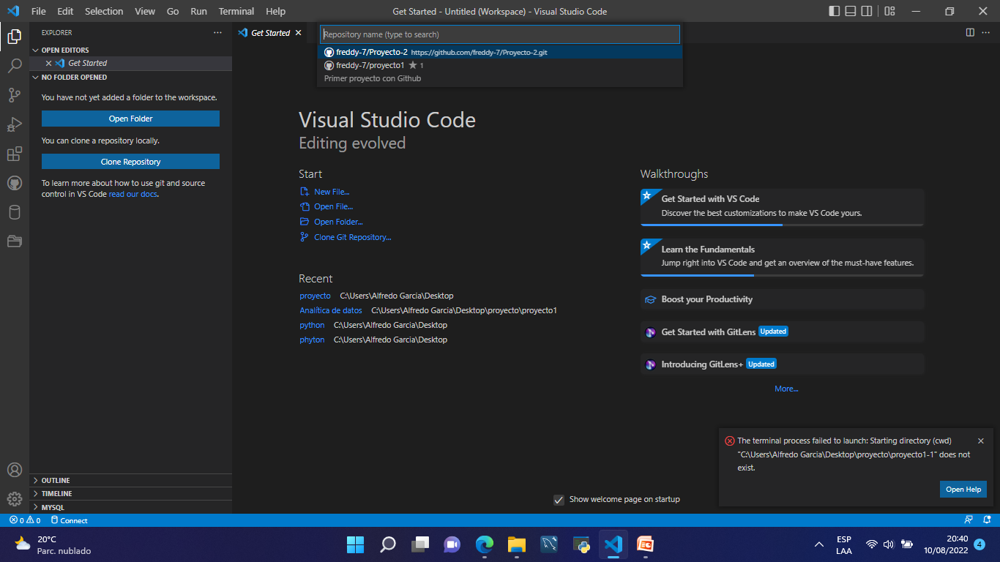 File Edit Selection View Go Run Terminal Help
Get Started - Untitled (Workspace) - Visual Studio Code
EXPLORER
OPEN EDITORS
Get Started
NO FOLDER OPENED
You have not yet added a folder to the workspace.
Open Folder
You can clone a repository locally.
Clone Repository
To learn more about how to use git and source
control in VS Code read our docs.
OUTLINE
TIMELINE
MYSQL
Get Started
Repository name (type to search)
freddy-7/Proyecto-2 https://github.com/freddy-7/Proyecto-2.git
freddy-7/proyecto1 ★ 1
Primer proyecto con Github
Visual Studio Code
Editing evolved
Start
New File...
Open File...
Open Folder...
Clone Git Repository...
Recent
proyecto C:\Users\Alfredo Garcia\Desktop
Analítica de datos C:\Users\Alfredo Garcia\Desktop\proyecto\proyecto1
python C:\Users\Alfredo Garcia\Desktop
phyton C:\Users\Alfredo Garcia\Desktop
Walkthroughs
Get Started with VS Code
Discover the best customizations to make VS Code yours.
Learn the Fundamentals
Jump right into VS Code and get an overview of the must-have features.
Boost your Productivity
Get Started with GitLens Updated
Introducing GitLens+ Updated
More...
The terminal process failed to launch: Starting directory (cwd)
"C:\Users\Alfredo Garcia\Desktop\proyecto\proyecto1-1" does not
exist.
Open Help
Show welcome page on startup
0 0 Connect
20°C
Parc. nublado
ESP
LAA
20:40
10/08/2022
4